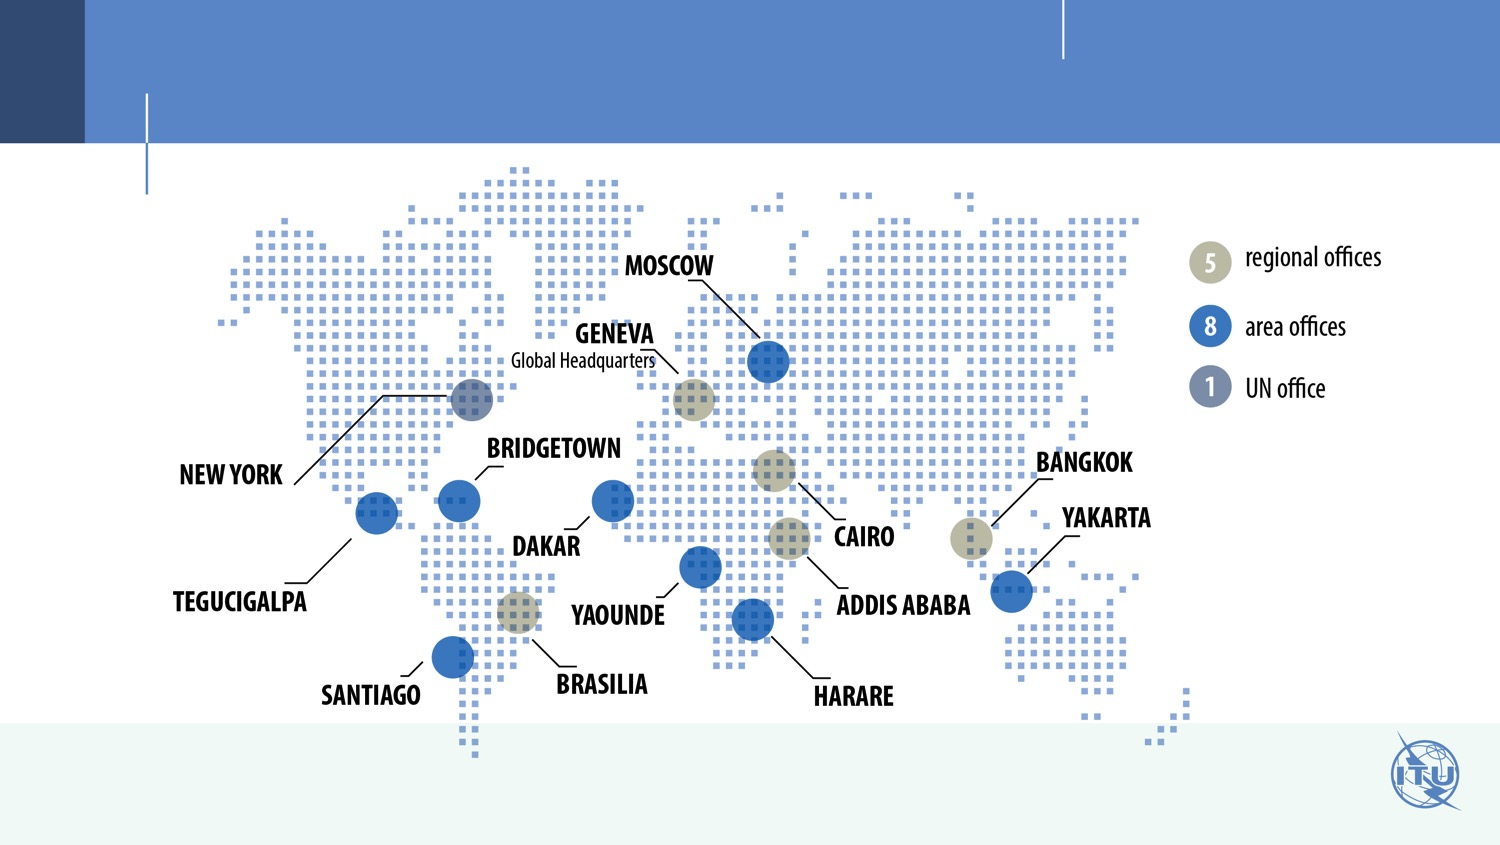 MOSCOW
5 regional offices
8 area offices
1 UN office
GENEVA
Global Headquarters
BRIDGETOWN
NEW YORK
BANGKOK
YAKARTA
DAKAR
CAIRO
TEGUCIGALPA
YAOUNDE
ADDIS ABABA
BRASILIA
SANTIAGO
HARARE
ITU